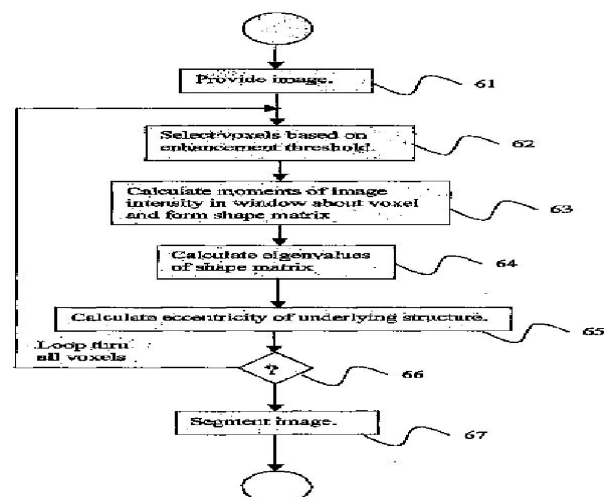 Provide image.
61
Select voxels based on
enhancement threshold.
62
Calculate moments of image
intensity in window about voxel
and form shape matrix
63
Calculate eigenvalues
of shape matrix
64
Calculate eccentricity of underlying structure.
65
Loop thru
all voxels
?
66
Segment image.
67